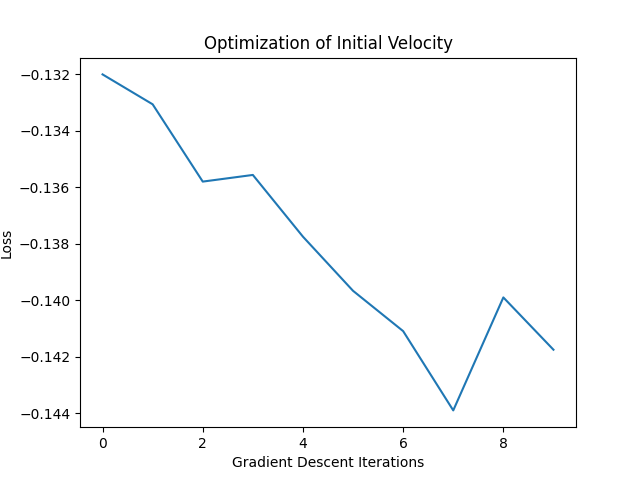 Optimization of Initial Velocity
−0.132
−0.134
−0.136
−0.138
−0.140
−0.142
−0.144
Loss
0 2 4 6 8
Gradient Descent Iterations